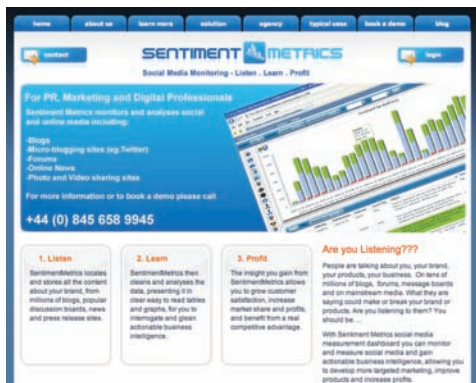 home about us learn more solution agency typical uses book a demo blog
contact
SENTIMENT METRICS
login
Social Media Monitoring - Listen . Learn . Profit
For PR, Marketing and Digital Professionals
Sentiment Metrics monitors and analyses social
and online media including:
-Blogs
-Micro-blogging sites (eg.Twitter)
-Forums
-Online News
-Photo and Video sharing sites
For more information or to book a demo please call
+44 (0) 845 658 9945
1. Listen
SentimentMetrics locates
and stores all the content
about your brand, from
millions of blogs, popular
discussion boards, news
and press release sites.
2. Learn
SentimentMetrics then
cleans and analyses the
data, presenting it in
clear easy to read tables
and graphs, for you to
interrogate and glean
actionable business
intelligence.
3. Profit
The insight you gain from
SentimentMetrics allows
you to grow customer
satisfaction, increase
market share and profits,
and benefit from a real
competitive advantage.
Are you Listening???
People are talking about you, your brand,
your products, your business. On tens of
millions of blogs, forums, message boards
and on mainstream media. What they are
saying could make or break your brand or
products. Are you listening to them? You
should be ...
With Sentiment Metrics social media
measurement dashboard you can monitor
and measure social media and gain
actionable business intelligence, allowing you
to develop more targeted marketing, improve
products and increase profits.